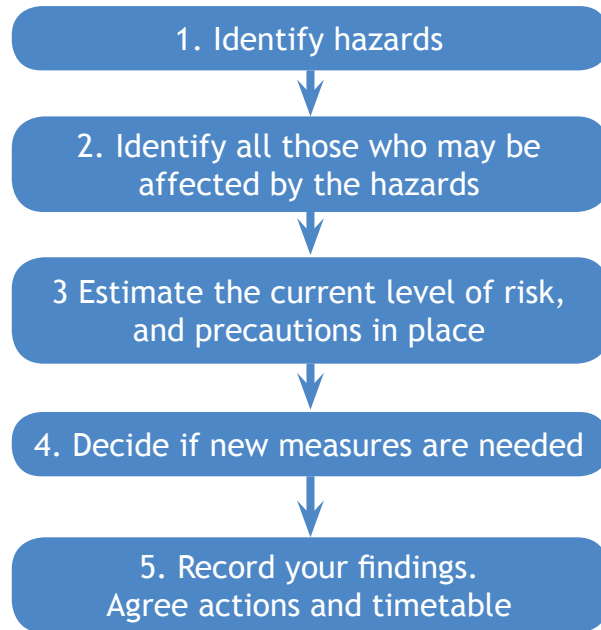 1. Identify hazards
2. Identify all those who may be
affected by the hazards
3 Estimate the current level of risk,
and precautions in place
4. Decide if new measures are needed
5. Record your findings.
Agree actions and timetable